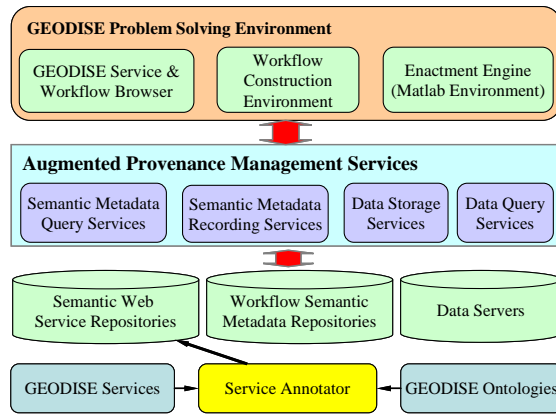 GEODISE Problem Solving Environment
GEODISE Service &
Workflow Browser
Workflow
Construction
Environment
Enactment Engine
(Matlab Environment)
Augmented Provenance Management Services
Semantic Metadata
Query Services
Semantic Metadata
Recording Services
Data Storage
Services
Data Query
Services
Semantic Web
Service Repositories
Workflow Semantic
Metadata Repositories
Data Servers
GEODISE Services
Service Annotator
GEODISE Ontologies